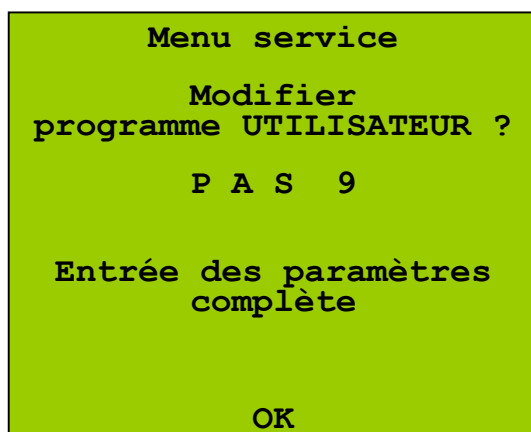 Menu service
Modifier
programme UTILISATEUR ?
P A S 9
Entrée des paramètres
complète
OK